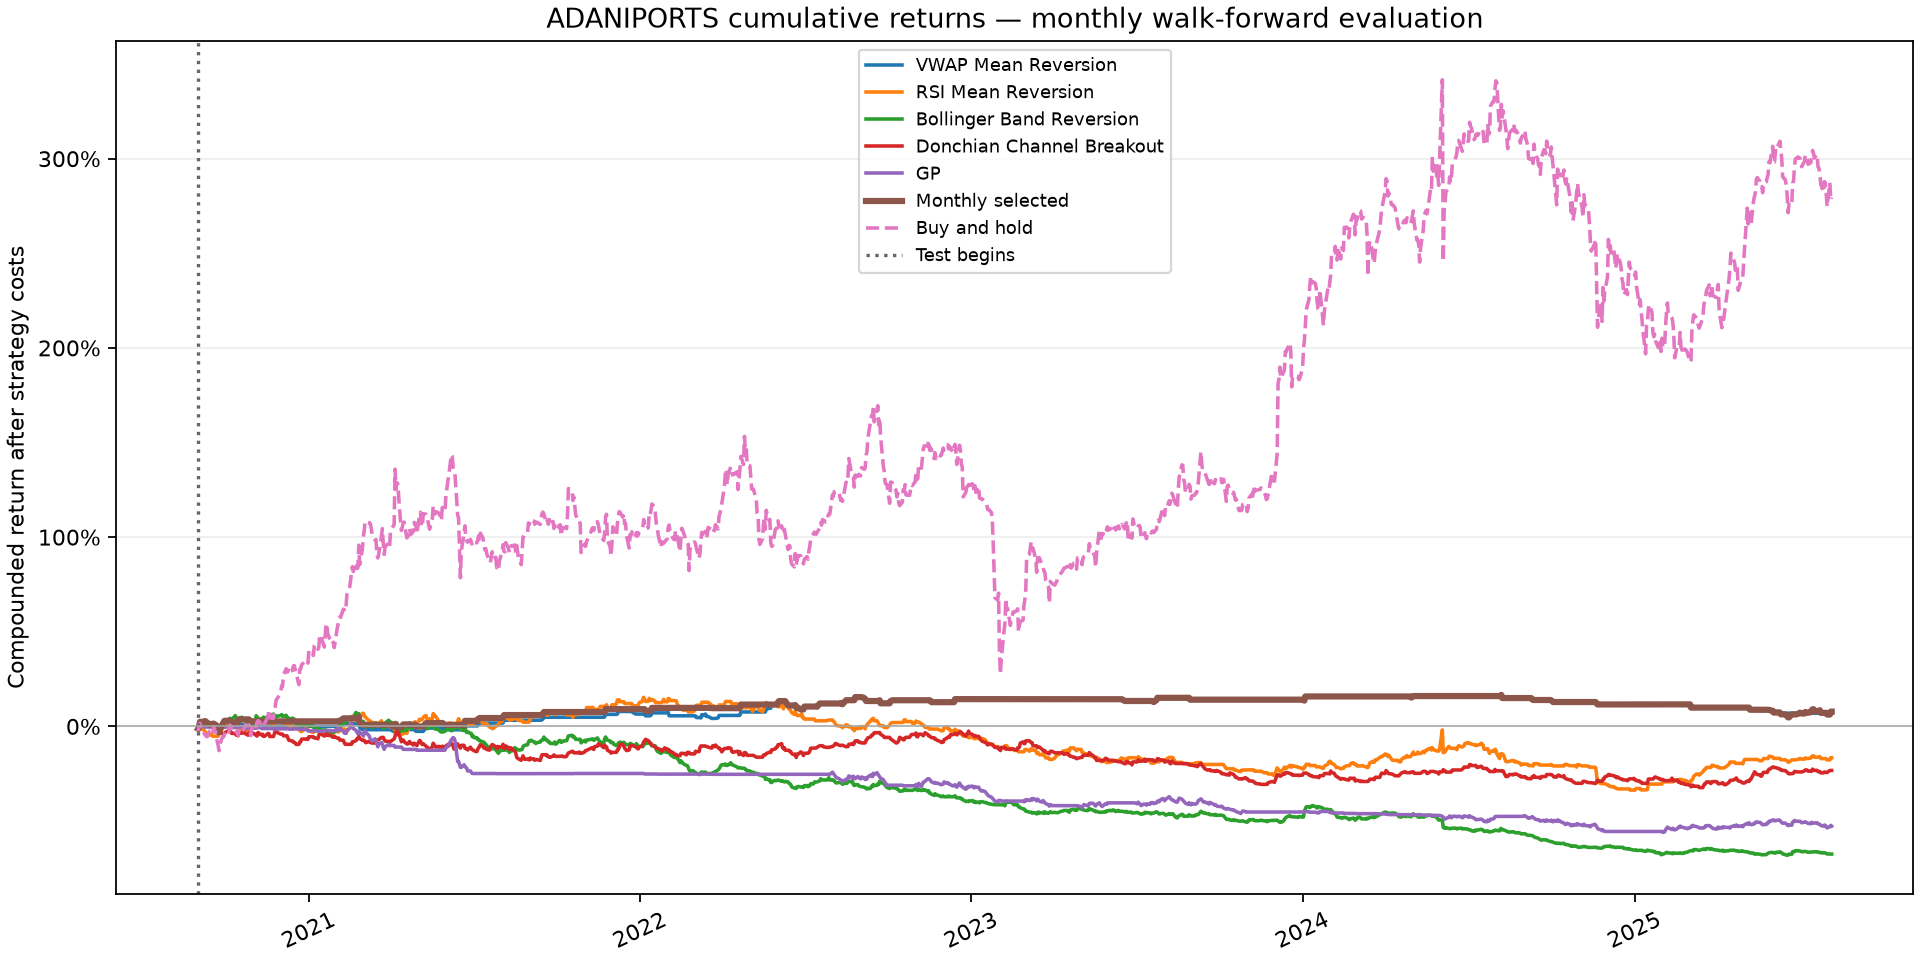 ADANIPORTS cumulative returns — monthly walk-forward evaluation
Compounded return after strategy costs
300%
200%
100%
0%
VWAP Mean Reversion
RSI Mean Reversion
Bollinger Band Reversion
Donchian Channel Breakout
GP
Monthly selected
Buy and hold
Test begins
2021
2022
2023
2024
2025